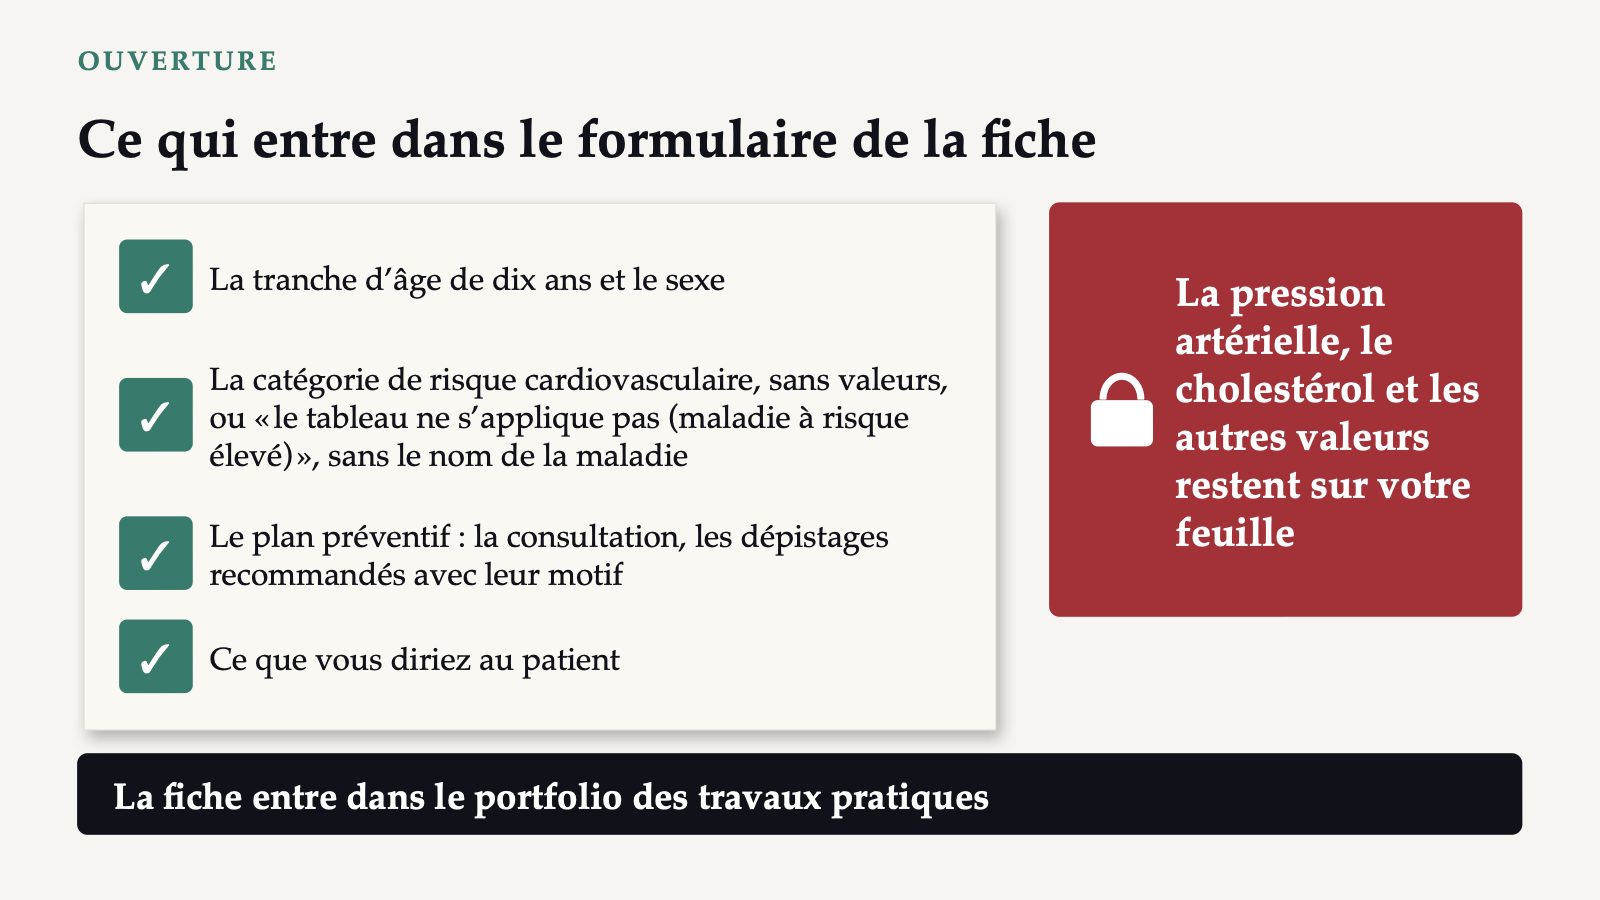 OUVERTURE
Ce qui entre dans le formulaire de la fiche
✓ La tranche d’âge de dix ans et le sexe
✓ La catégorie de risque cardiovasculaire, sans valeurs,
ou « le tableau ne s’applique pas (maladie à risque
élevé) », sans le nom de la maladie
✓ Le plan préventif : la consultation, les dépistages
recommandés avec leur motif
✓ Ce que vous diriez au patient
La pression
artérielle, le
cholestérol et les
autres valeurs
restent sur votre
feuille
La fiche entre dans le portfolio des travaux pratiques